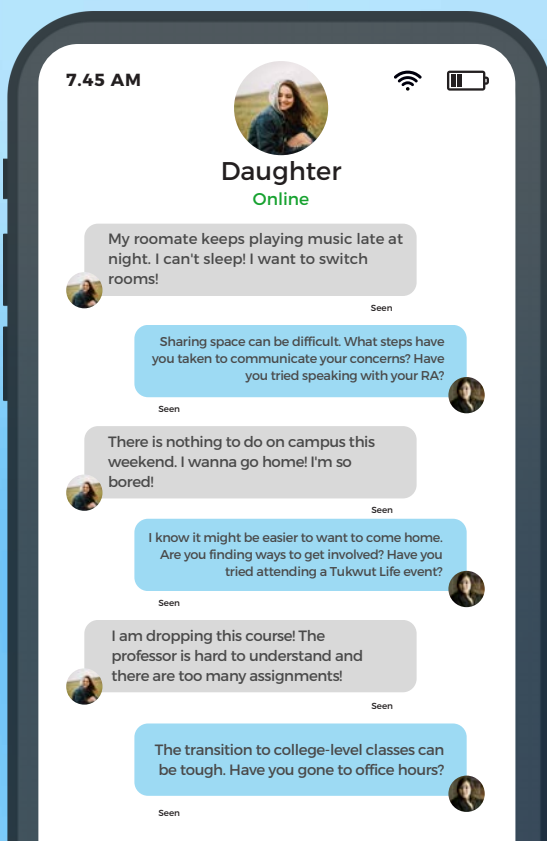 7.45 AM
Daughter
Online
My roomate keeps playing music late at
night. I can't sleep! I want to switch
rooms!
Seen
Sharing space can be difficult. What steps have
you taken to communicate your concerns? Have
you tried speaking with your RA?
Seen
There is nothing to do on campus this
weekend. I wanna go home! I'm so
bored!
Seen
I know it might be easier to want to come home.
Are you finding ways to get involved? Have you
tried attending a Tukwut Life event?
Seen
I am dropping this course! The
professor is hard to understand and
there are too many assignments!
Seen
The transition to college-level classes can
be tough. Have you gone to office hours?
Seen